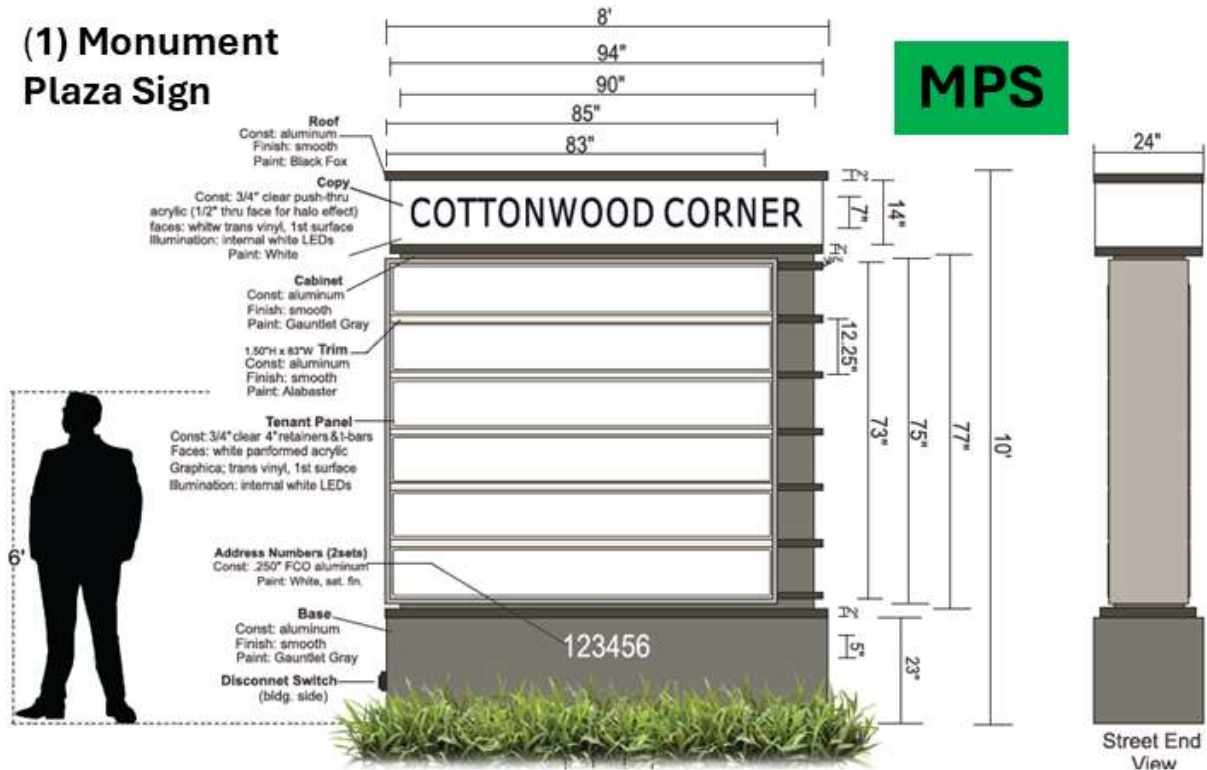 (1) Monument
Plaza Sign
MPS
8'
94"
90"
85"
83"
24"
Roof
Const: aluminum
Finish: smooth
Paint: Black Fox
Copy
Const: 3/4" clear push-thru
acrylic (1/2" thru face for halo effect)
faces: whitw trans vinyl, 1st surface
Illumination: internal white LEDs
Paint: White
COTTONWOOD CORNER
2"
7"
14"
2"
Cabinet
Const: aluminum
Finish: smooth
Paint: Gauntlet Gray
1.50"H x 83"W Trim
Const: aluminum
Finish: smooth
Paint: Alabaster
12.25"
Tenant Panel
Const: 3/4" clear 4" retainers & t-bars
Faces: white panformed acrylic
Graphica; trans vinyl, 1st surface
Illumination: internal white LEDs
73"
75"
77"
10'
6'
Address Numbers (2sets)
Const: .250" FCO aluminum
Paint: White, sat. fin.
Base
Const: aluminum
Finish: smooth
Paint: Gauntlet Gray
123456
2"
5"
23"
Disconnet Switch
(bldg. side)
Street End
View